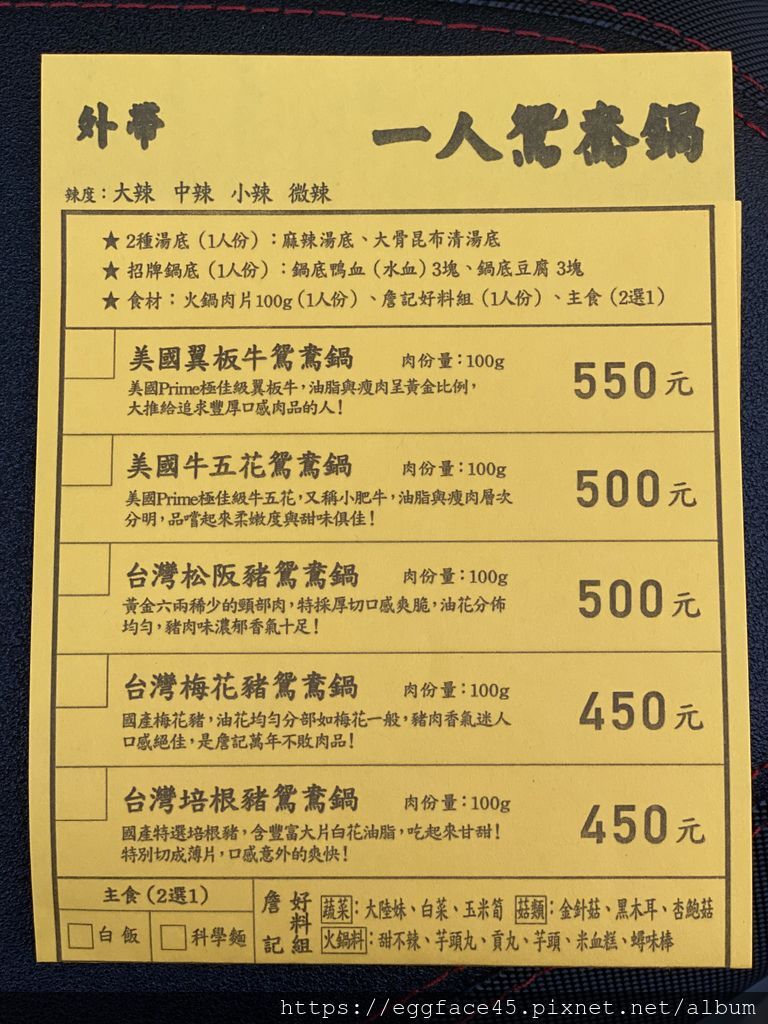 外帶
一人鴛鴦鍋
辣度：大辣 中辣 小辣 微辣
★ 2種湯底（1人份）：麻辣湯底、大骨昆布清湯底
★ 招牌鍋底（1人份）：鍋底鴨血（水血）3塊、鍋底豆腐 3塊
★ 食材：火鍋肉片100g（1人份）、詹記好料組（1人份）、主食（2選1）
美國翼板牛鴛鴦鍋 肉份量：100g
美國Prime極佳級翼板牛，油脂與瘦肉呈黃金比例，
大推給追求豐厚口感肉品的人！
550元
美國牛五花鴛鴦鍋 肉份量：100g
美國Prime極佳級牛五花，又稱小肥牛，油脂與瘦肉層次
分明，品嚐起來柔嫩度與甜味俱佳！
500元
台灣松阪豬鴛鴦鍋 肉份量：100g
黃金六兩稀少的頸部肉，特採厚切口感爽脆，油花分佈
均勻，豬肉味濃郁香氣十足！
500元
台灣梅花豬鴛鴦鍋 肉份量：100g
國產梅花豬，油花均勻分部如梅花一般，豬肉香氣迷人
口感絕佳，是詹記萬年不敗肉品！
450元
台灣培根豬鴛鴦鍋 肉份量：100g
國產特選培根豬，含豐富大片白花油脂，吃起來甘甜！
特別切成薄片，口感意外的爽快！
450元
主食（2選1）
白飯 科學麵
詹記好料組
蔬菜：大陸妹、白菜、玉米筍 菇類：金針菇、黑木耳、杏鮑菇
火鍋料：甜不辣、芋頭丸、貢丸、芋頭、米血糕、蟳味棒
https://eggface45.pixnet.net/album